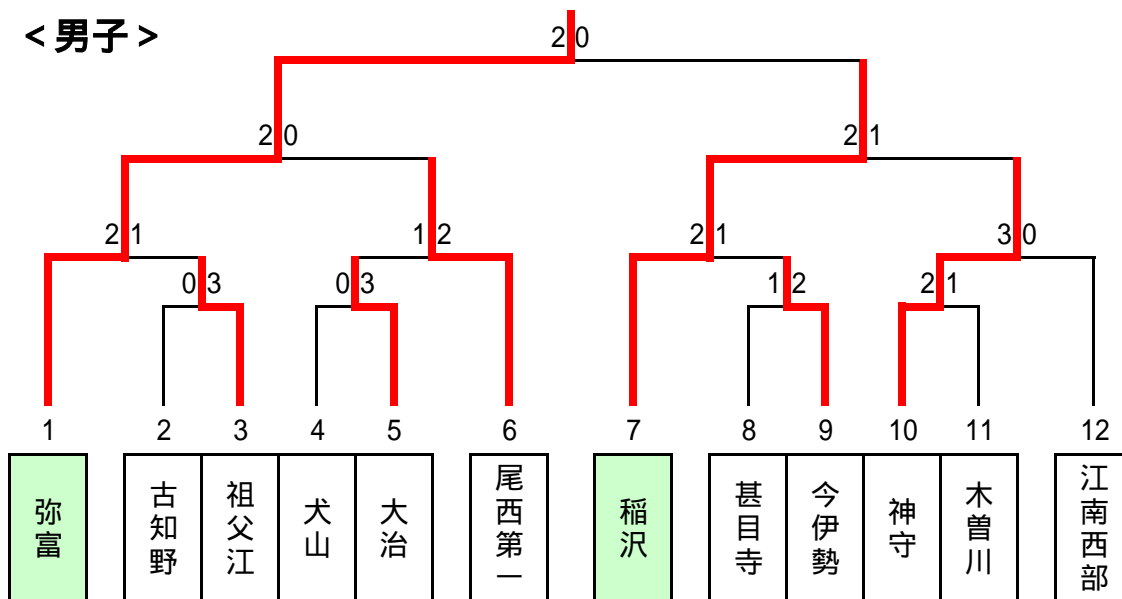 ＜男子＞
2 0
2 0
2 1
2 1
1 2
2 1
3 0
0 3
0 3
1 2
2 1
1 2 3 4 5 6 7 8 9 10 11 12
弥富
古知野
祖父江
犬山
大治
尾西第一
稲沢
甚目寺
今伊勢
神守
木曽川
江南西部